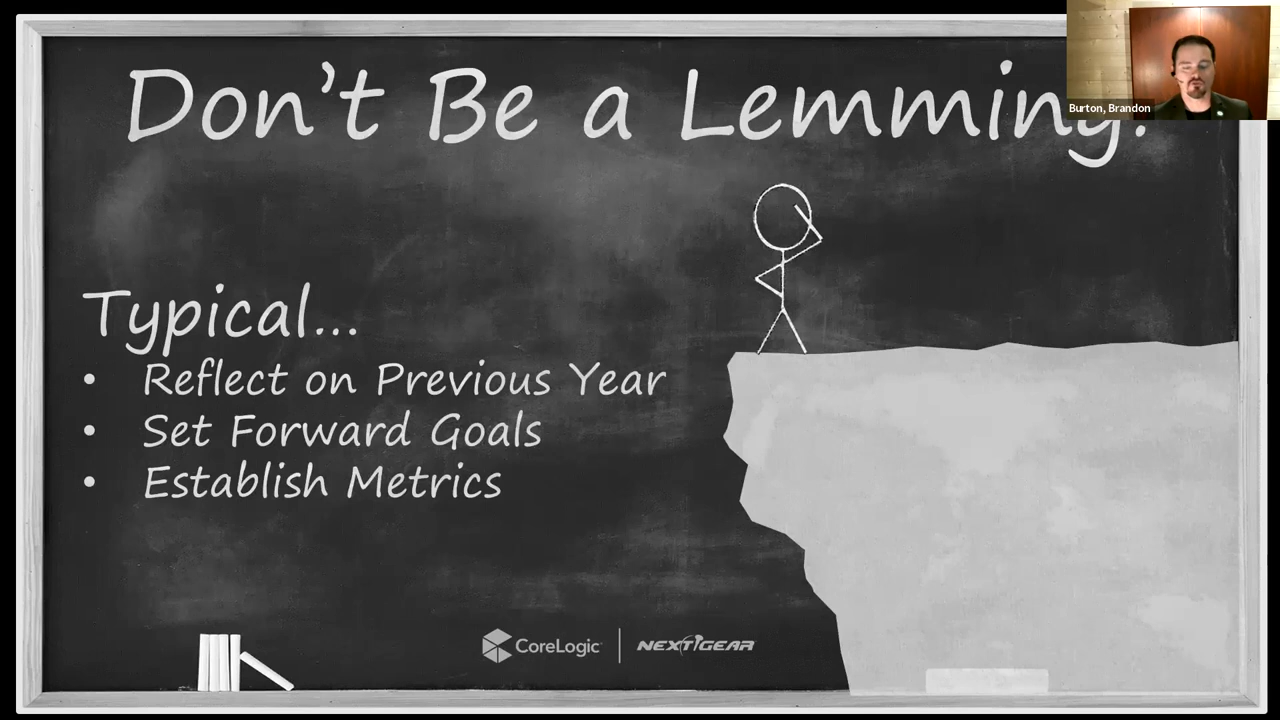 Don't Be a Lemming!
Burton, Brandon
Typical...
• Reflect on Previous Year
• Set Forward Goals
• Establish Metrics
CoreLogic
NEXTGEAR